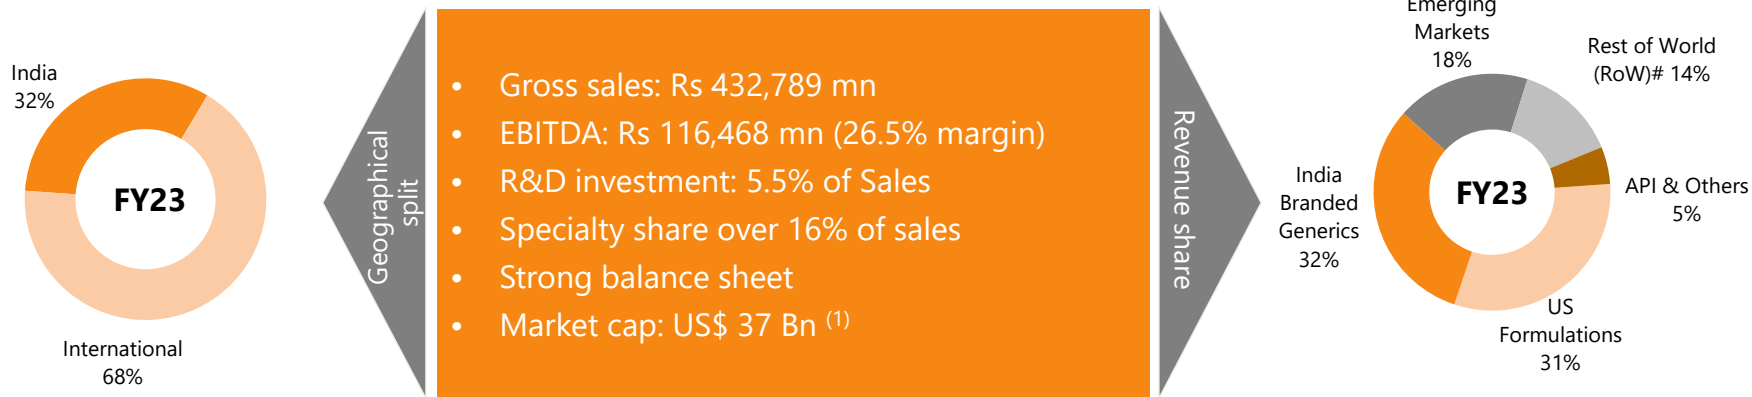 India
32%
FY23
International
68%
Geographical
split
• Gross sales: Rs 432,789 mn
• EBITDA: Rs 116,468 mn (26.5% margin)
• R&D investment: 5.5% of Sales
• Specialty share over 16% of sales
• Strong balance sheet
• Market cap: US$ 37 Bn (1)
Revenue share
Emerging
Markets
18%
Rest of World
(RoW)# 14%
India
Branded
Generics
32%
FY23
API & Others
5%
US
Formulations
31%